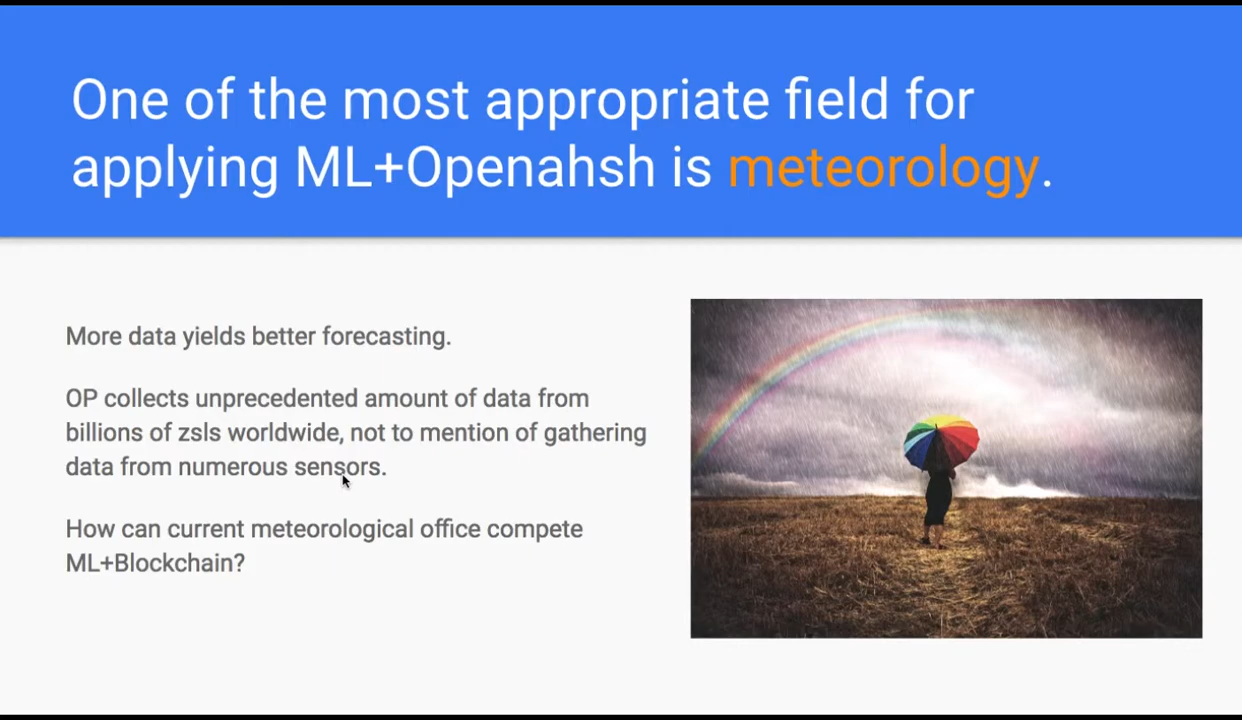 One of the most appropriate field for
applying ML+Openahsh is meteorology.
More data yields better forecasting.
OP collects unprecedented amount of data from
billions of zsls worldwide, not to mention of gathering
data from numerous sensors.
How can current meteorological office compete
ML+Blockchain?